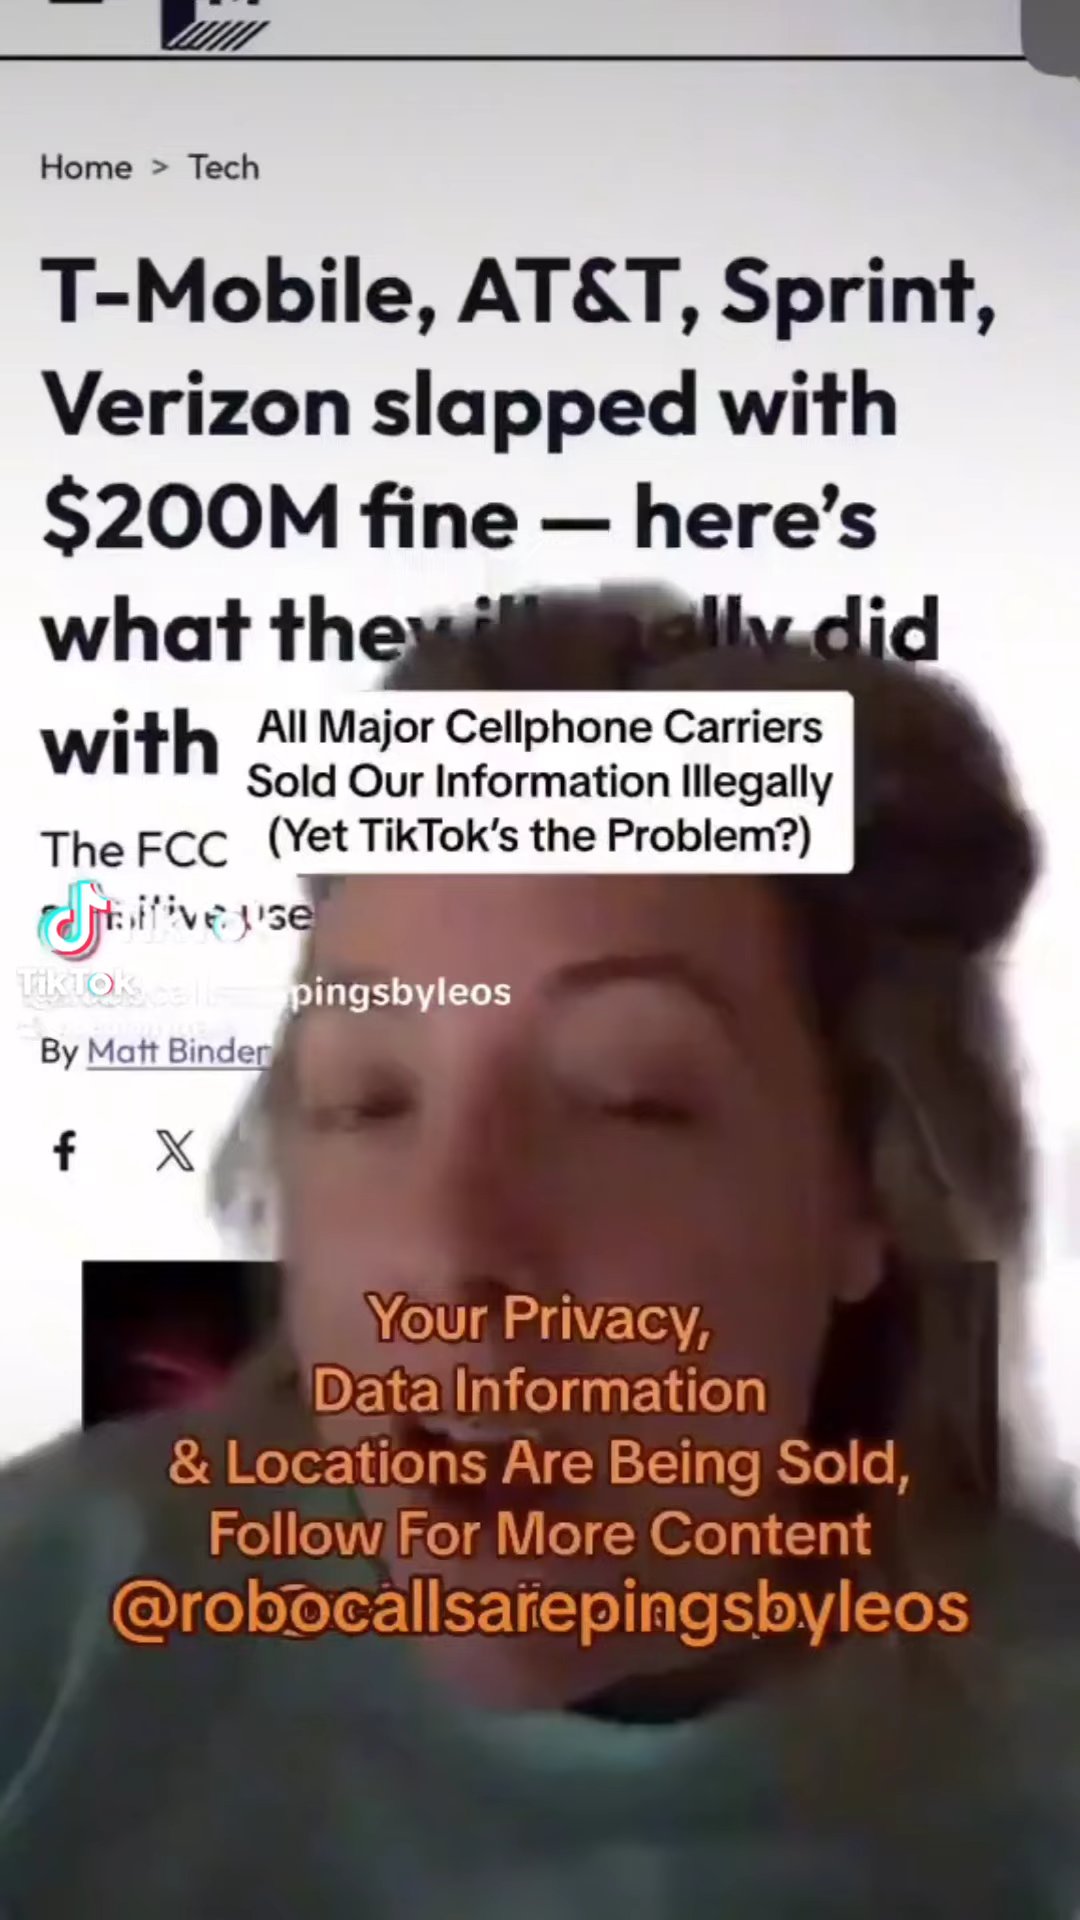 Home > Tech
T-Mobile, AT&T, Sprint,
Verizon slapped with
$200M fine — here's
what they did
with
All Major Cellphone Carriers
Sold Our Information Illegally
(Yet TikTok's the Problem?)
The FCC
TikTok
pingsbyleos
By Matt Binder
f X
Your Privacy,
Data Information
& Locations Are Being Sold,
Follow For More Content
@robocallsarepingsbyleos